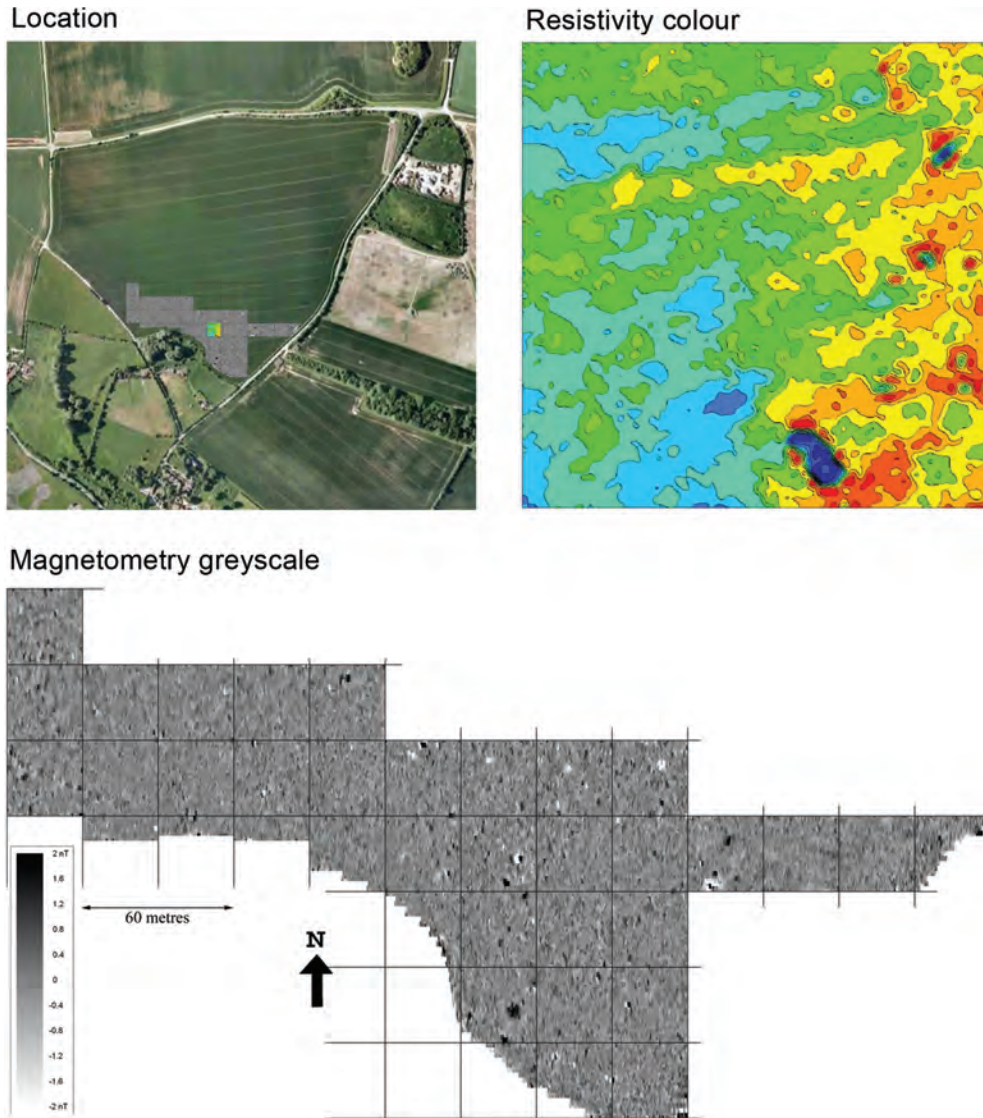 Location
Resistivity colour
Magnetometry greyscale
2 nT
1.6
1.2
0.8
0.4
0
-0.4
-0.8
-1.2
-1.6
-2 nT
60 metres
N